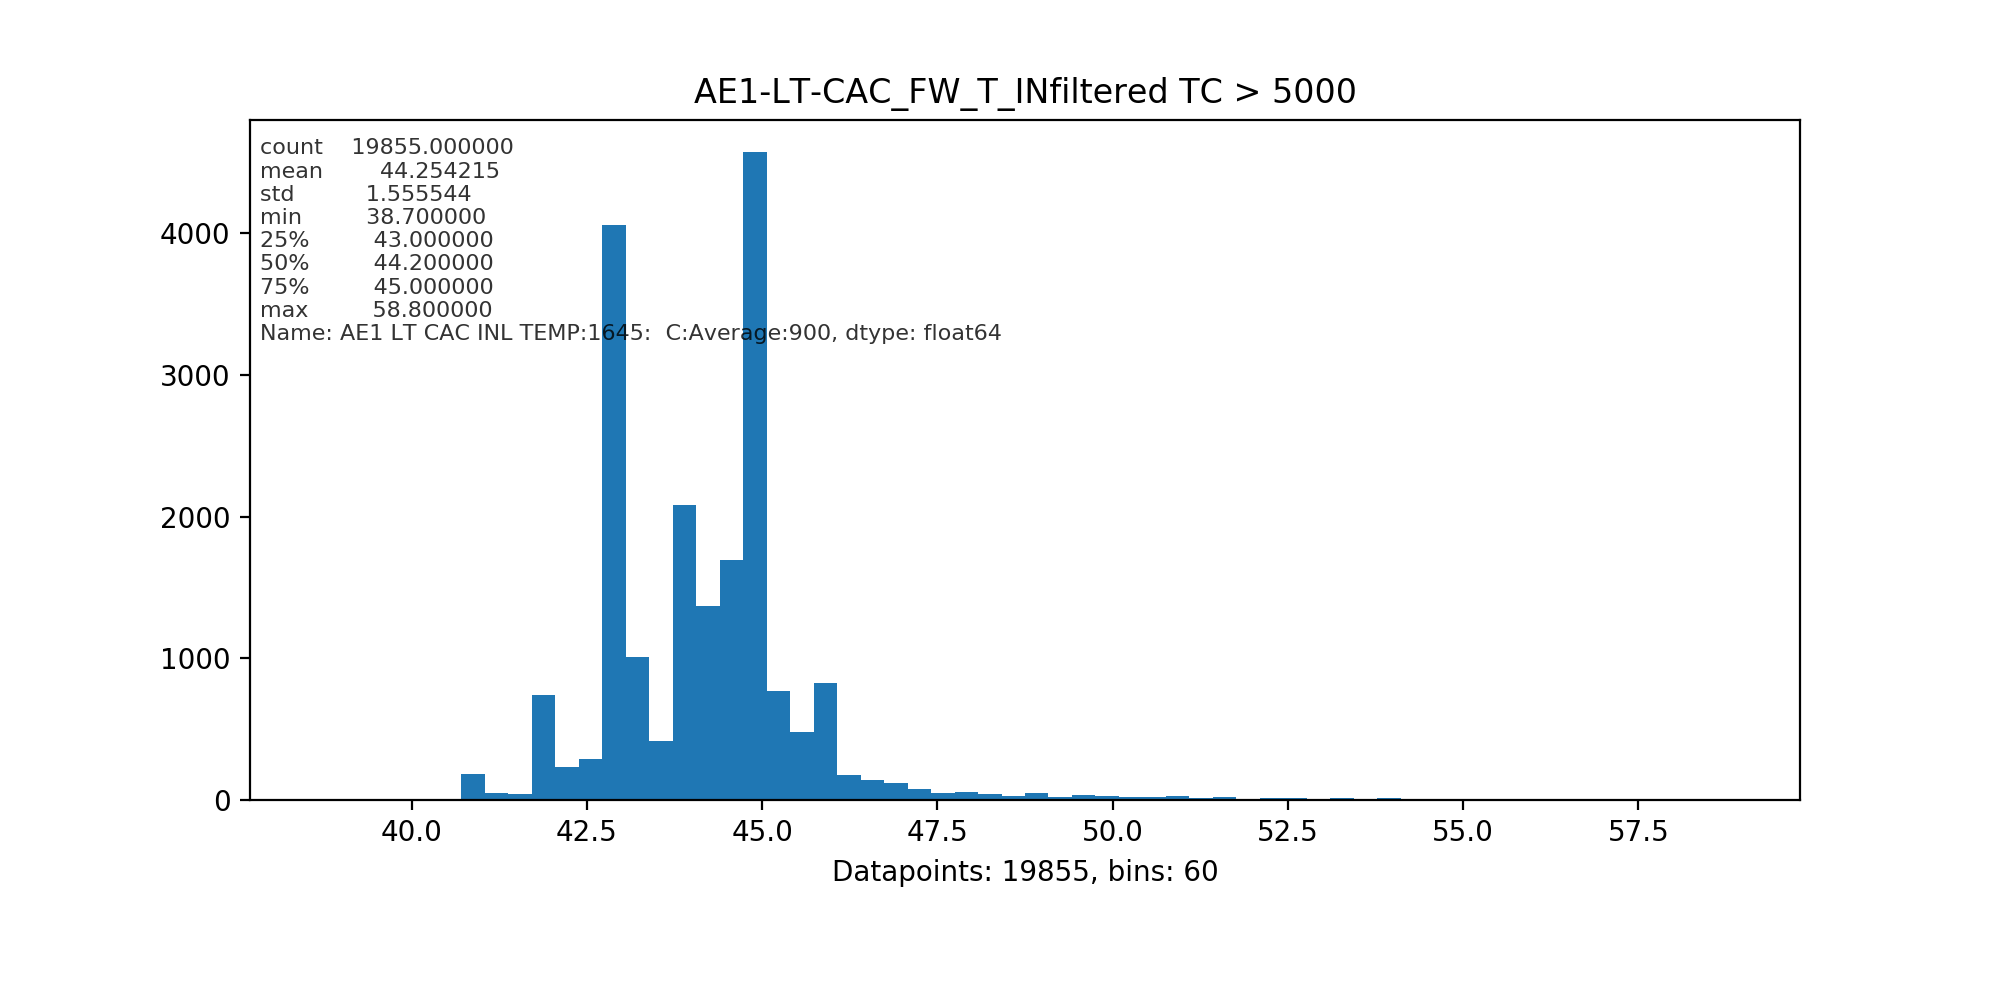 AE1-LT-CAC_FW_T_INfiltered TC > 5000
count 19855.000000
mean 44.254215
std 1.555544
min 38.700000
25% 43.000000
50% 44.200000
75% 45.000000
max 58.800000
Name: AE1 LT CAC INL TEMP:1645: C:Average:900, dtype: float64
4000
3000
2000
1000
0
40.0 42.5 45.0 47.5 50.0 52.5 55.0 57.5
Datapoints: 19855, bins: 60